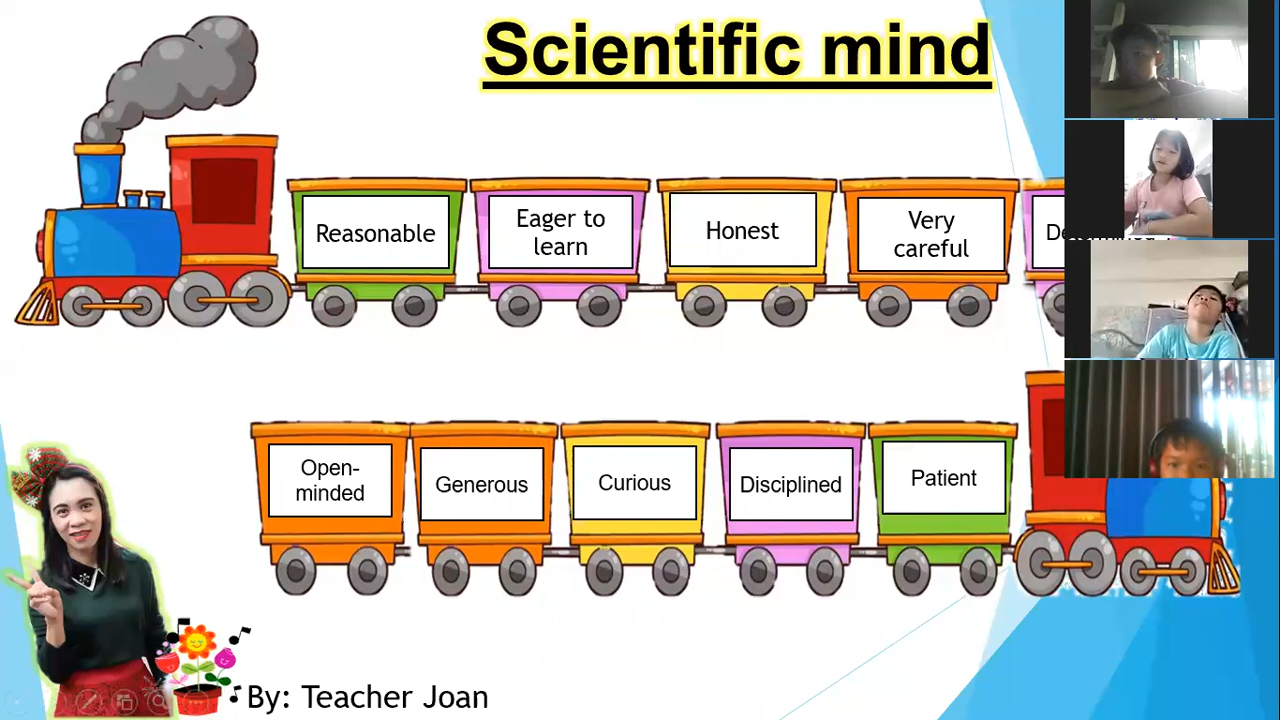 Scientific mind
Reasonable
Eager to
learn
Honest
Very
careful
Open-
minded
Generous
Curious
Disciplined
Patient
By: Teacher Joan